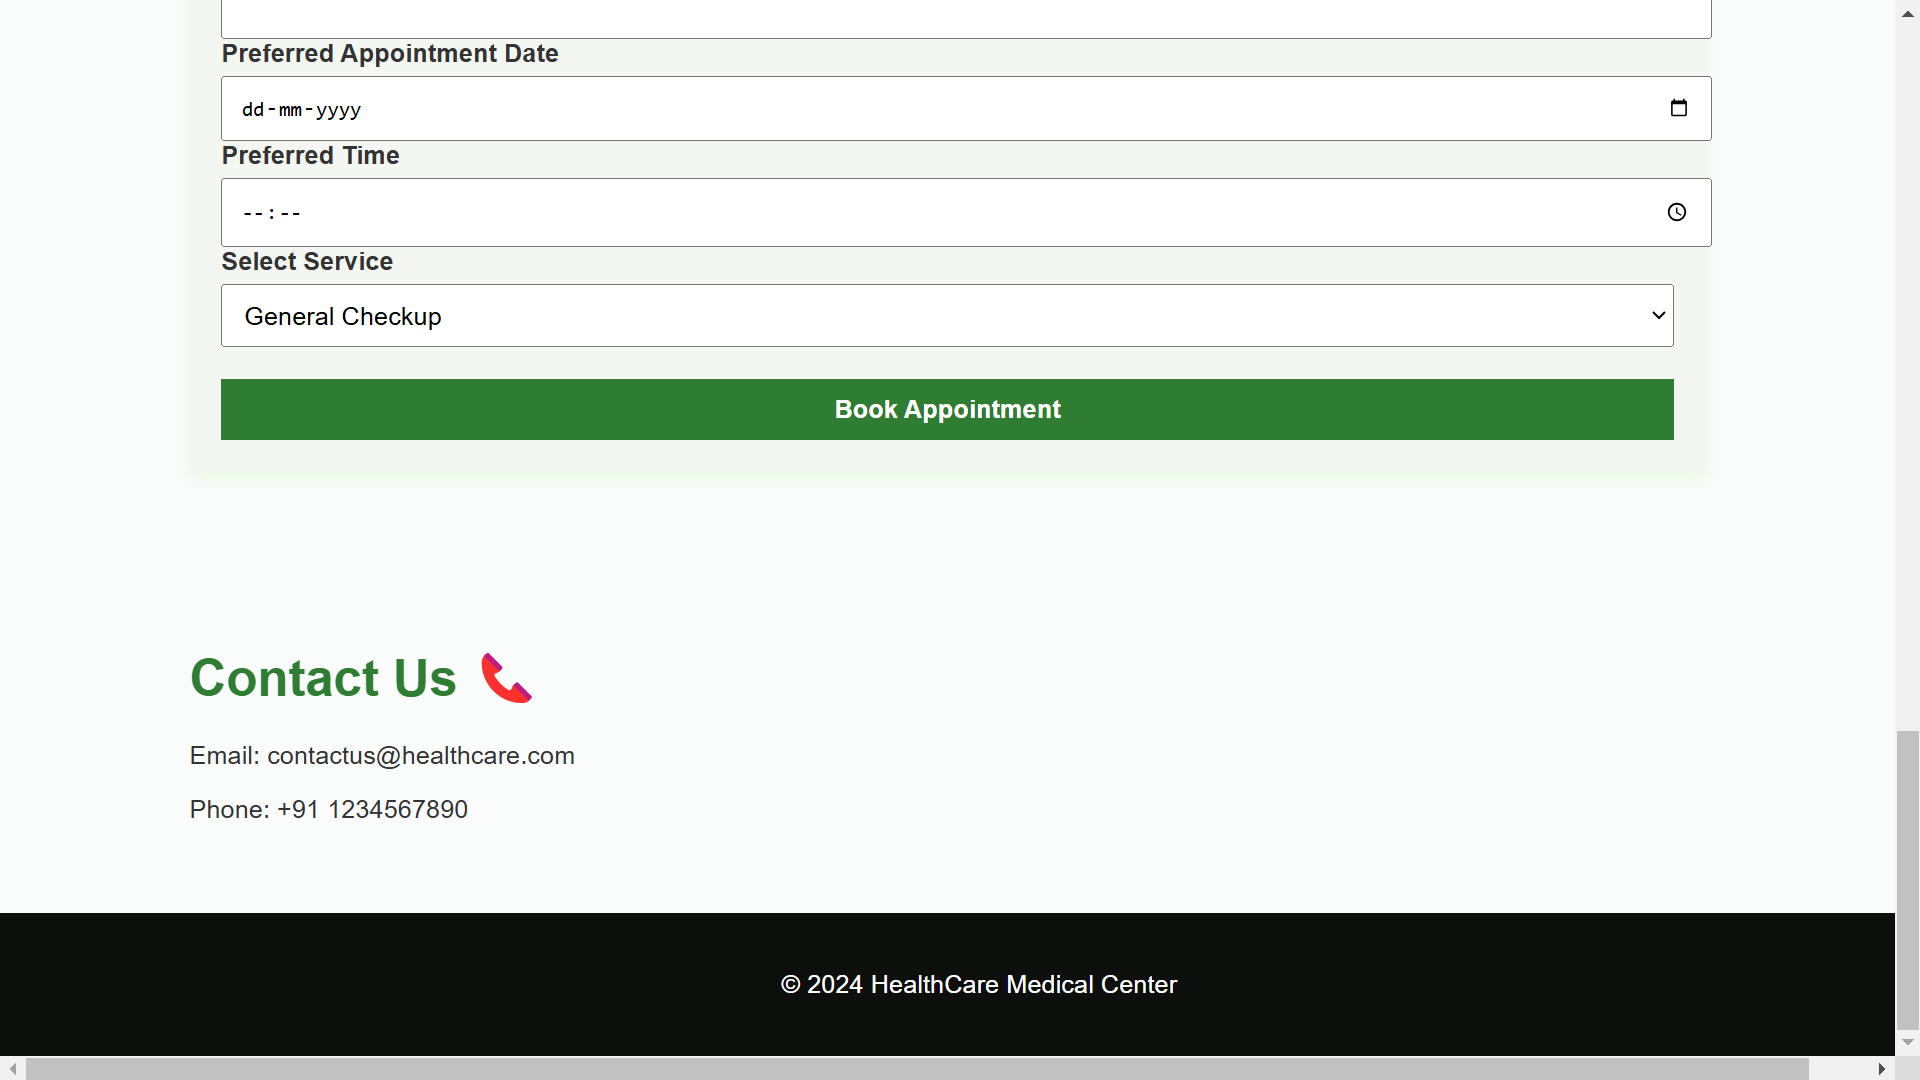 Preferred Appointment Date
dd-mm-yyyy
Preferred Time
--:--
Select Service
General Checkup
Book Appointment
Contact Us
Email: contactus@healthcare.com
Phone: +91 1234567890
© 2024 HealthCare Medical Center